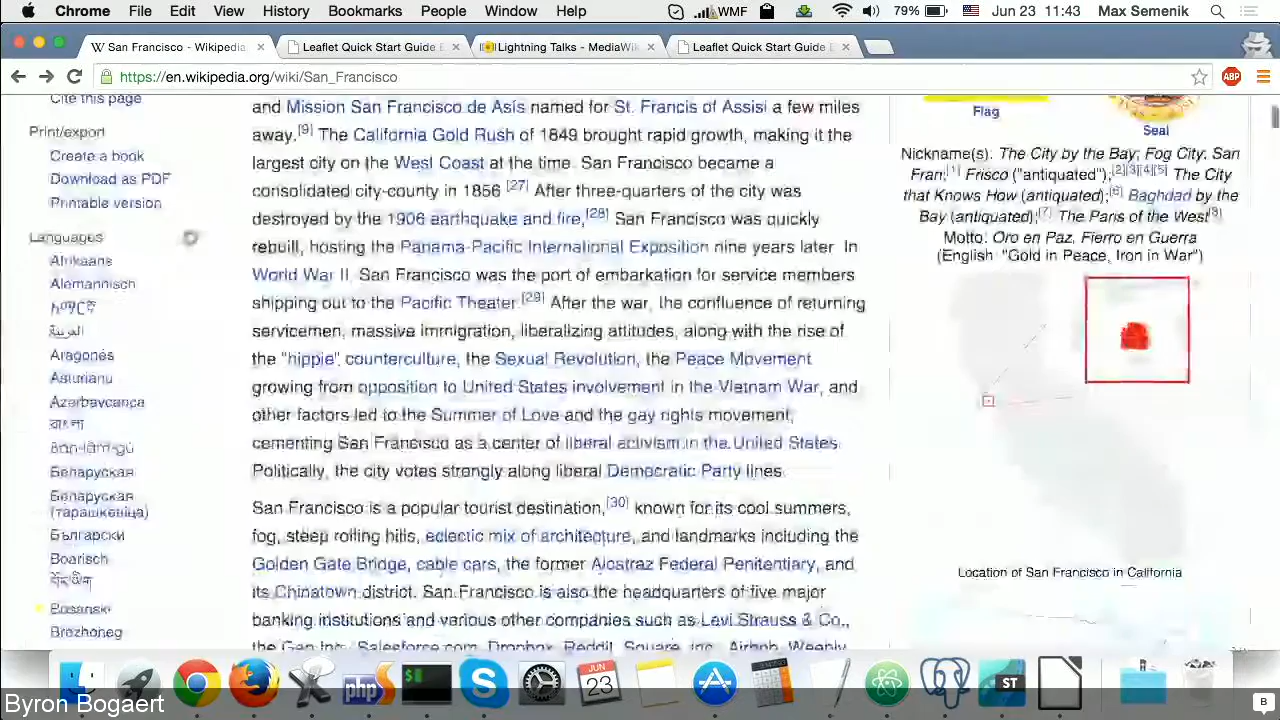 Chrome File Edit View History Bookmarks People Window Help WMF 79% Jun 23 11:43 Max Semenik
San Francisco - Wikipedia Leaflet Quick Start Guide Lightning Talks - MediaWi Leaflet Quick Start Guide
https://en.wikipedia.org/wiki/San_Francisco ABP
Cite this page
Print/export
Create a book
Download as PDF
Printable version
Languages
Afrikaans
Alemannisch
አማርኛ
العربية
Aragonés
Asturianu
Azərbaycanca
বাংলা
Bân-lâm-gú
Беларуская
Беларуская
(тарашкевіца)
Български
Boarisch
Bosanski
Brezhoneg
and Mission San Francisco de Asís named for St. Francis of Assisi a few miles
away.[9] The California Gold Rush of 1849 brought rapid growth, making it the
largest city on the West Coast at the time. San Francisco became a
consolidated city-county in 1856.[27] After three-quarters of the city was
destroyed by the 1906 earthquake and fire,[28] San Francisco was quickly
rebuilt, hosting the Panama-Pacific International Exposition nine years later. In
World War II, San Francisco was the port of embarkation for service members
shipping out to the Pacific Theater.[29] After the war, the confluence of returning
servicemen, massive immigration, liberalizing attitudes, along with the rise of
the "hippie" counterculture, the Sexual Revolution, the Peace Movement
growing from opposition to United States involvement in the Vietnam War, and
other factors led to the Summer of Love and the gay rights movement,
cementing San Francisco as a center of liberal activism in the United States.
Politically, the city votes strongly along liberal Democratic Party lines.
San Francisco is a popular tourist destination,[30] known for its cool summers,
fog, steep rolling hills, eclectic mix of architecture, and landmarks including the
Golden Gate Bridge, cable cars, the former Alcatraz Federal Penitentiary, and
its Chinatown district. San Francisco is also the headquarters of five major
banking institutions and various other companies such as Levi Strauss & Co.,
the Gap Inc., Salesforce.com, Dropbox, Reddit, Square, Inc., Airbnb, Weebly,
Flag
Seal
Nickname(s): The City by the Bay; Fog City; San
Fran;[1] Frisco ("antiquated");[2][3][4][5] The City
that Knows How (antiquated);[6] Baghdad by the
Bay (antiquated);[7] The Paris of the West[8]
Motto: Oro en Paz, Fierro en Guerra
(English: "Gold in Peace, Iron in War")
Location of San Francisco in California
php
JUN
23
ST
Byron Bogaert
B